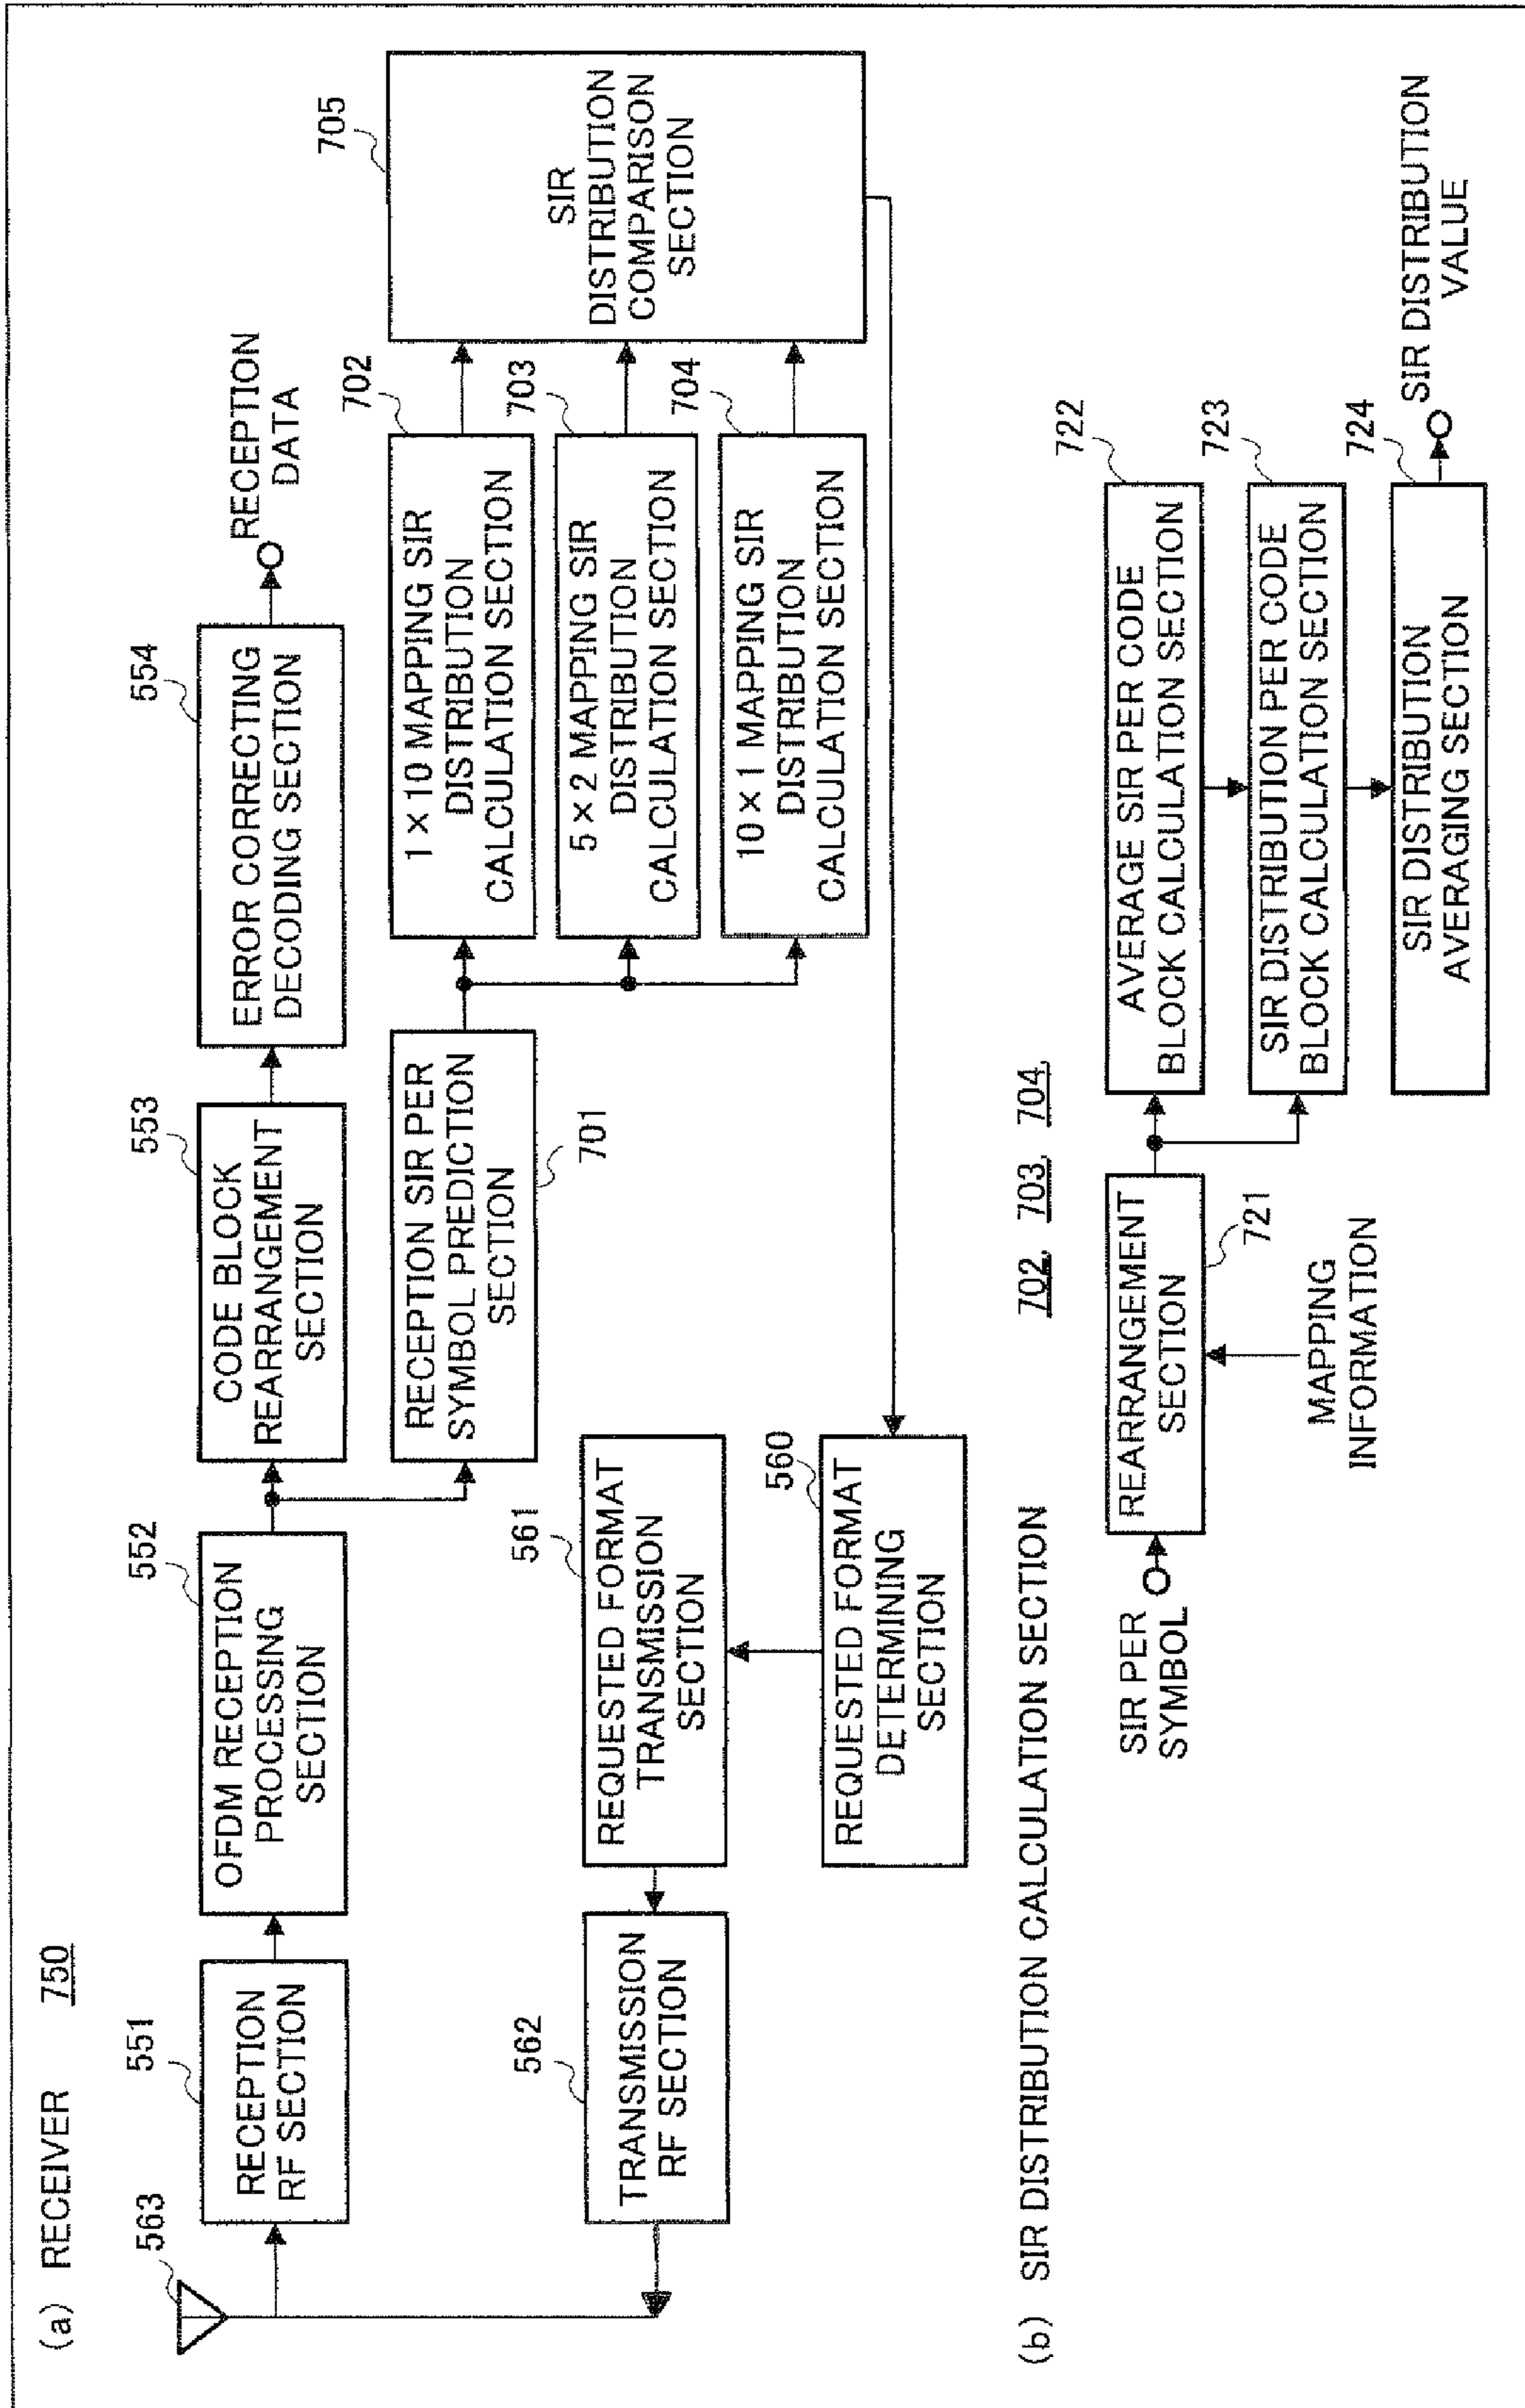 (a) RECEIVER 750
563
551
RECEPTION
RF SECTION
552
OFDM RECEPTION
PROCESSING
SECTION
553
CODE BLOCK
REARRANGEMENT
SECTION
554
ERROR CORRECTING
DECODING SECTION
RECEPTION
DATA
RECEPTION SIR PER
SYMBOL PREDICTION
SECTION
701
702
1×10 MAPPING SIR
DISTRIBUTION
CALCULATION SECTION
703
5×2 MAPPING SIR
DISTRIBUTION
CALCULATION SECTION
704
10×1 MAPPING SIR
DISTRIBUTION
CALCULATION SECTION
705
SIR
DISTRIBUTION
COMPARISON
SECTION
562
TRANSMISSION
RF SECTION
561
REQUESTED FORMAT
TRANSMISSION
SECTION
560
REQUESTED FORMAT
DETERMINING
SECTION
(b) SIR DISTRIBUTION CALCULATION SECTION 702, 703, 704,
SIR PER
SYMBOL
REARRANGEMENT
SECTION
721
MAPPING
INFORMATION
722
AVERAGE SIR PER CODE
BLOCK CALCULATION SECTION
723
SIR DISTRIBUTION PER CODE
BLOCK CALCULATION SECTION
724
SIR DISTRIBUTION
AVERAGING SECTION
SIR DISTRIBUTION
VALUE